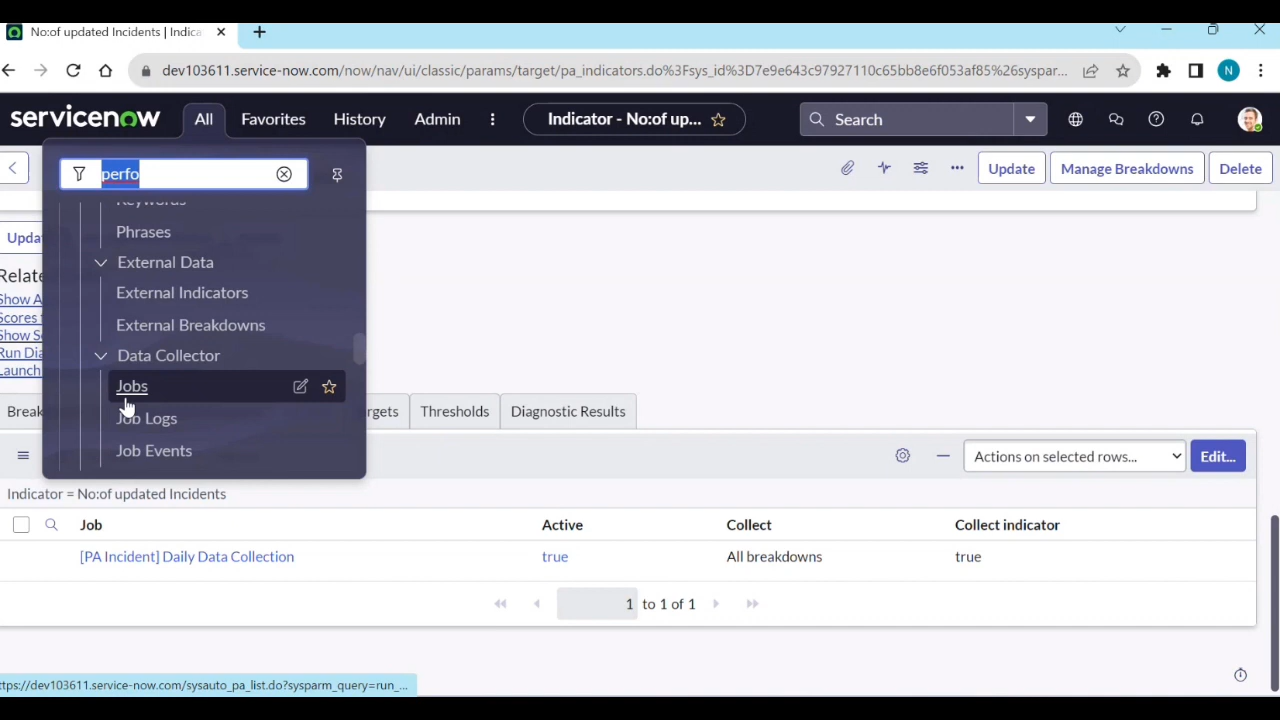 No:of updated Incidents | Indica
dev103611.service-now.com/now/nav/ui/classic/params/target/pa_indicators.do%3Fsys_id%3D7e9e643c97927110c65bb8e6f053af85%26syspar...
N
servicenow
All
Favorites
History
Admin
Indicator - No:of up...
Search
perfo
Update
Manage Breakdowns
Delete
Keywords
Phrases
External Data
External Indicators
External Breakdowns
Data Collector
Jobs
Job Logs
Job Events
Upda
Relate
Show A
Scores
Show S
Run Dia
Launch
Break
rgets
Thresholds
Diagnostic Results
Actions on selected rows...
Edit...
Indicator = No:of updated Incidents
Job
Active
Collect
Collect indicator
[PA Incident] Daily Data Collection
true
All breakdowns
true
1 to 1 of 1
ttps://dev103611.service-now.com/sysauto_pa_list.do?sysparm_query=run_...